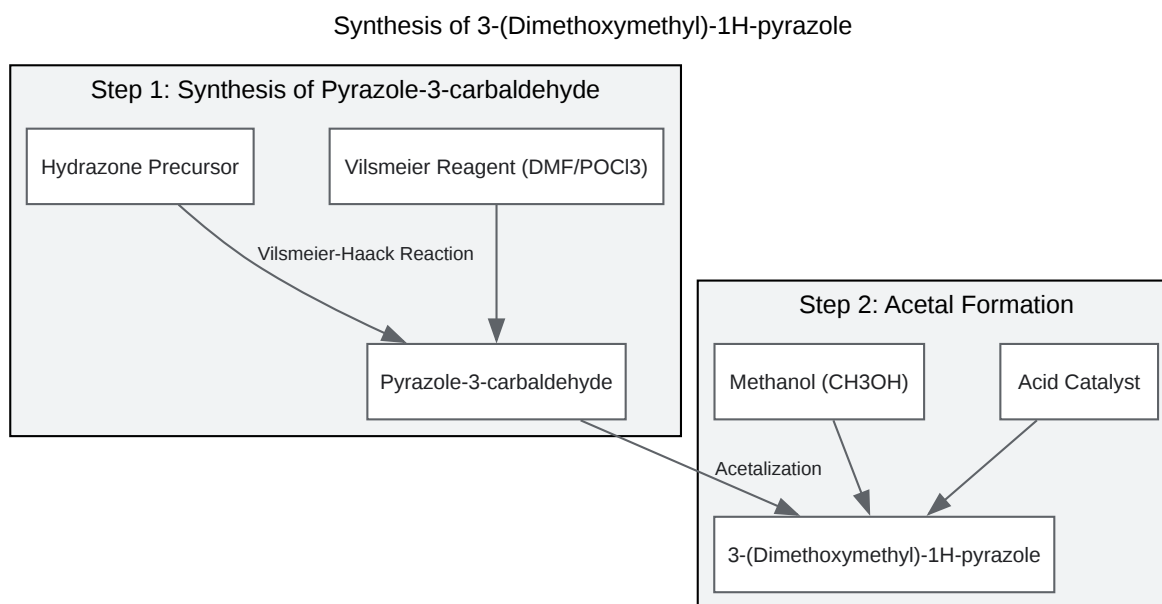 Synthesis of 3-(Dimethoxymethyl)-1H-pyrazole
Step 1: Synthesis of Pyrazole-3-carbaldehyde
Hydrazone Precursor
Vilsmeier Reagent (DMF/POCl3)
Vilsmeier-Haack Reaction
Pyrazole-3-carbaldehyde
Step 2: Acetal Formation
Methanol (CH3OH)
Acid Catalyst
Acetalization
3-(Dimethoxymethyl)-1H-pyrazole